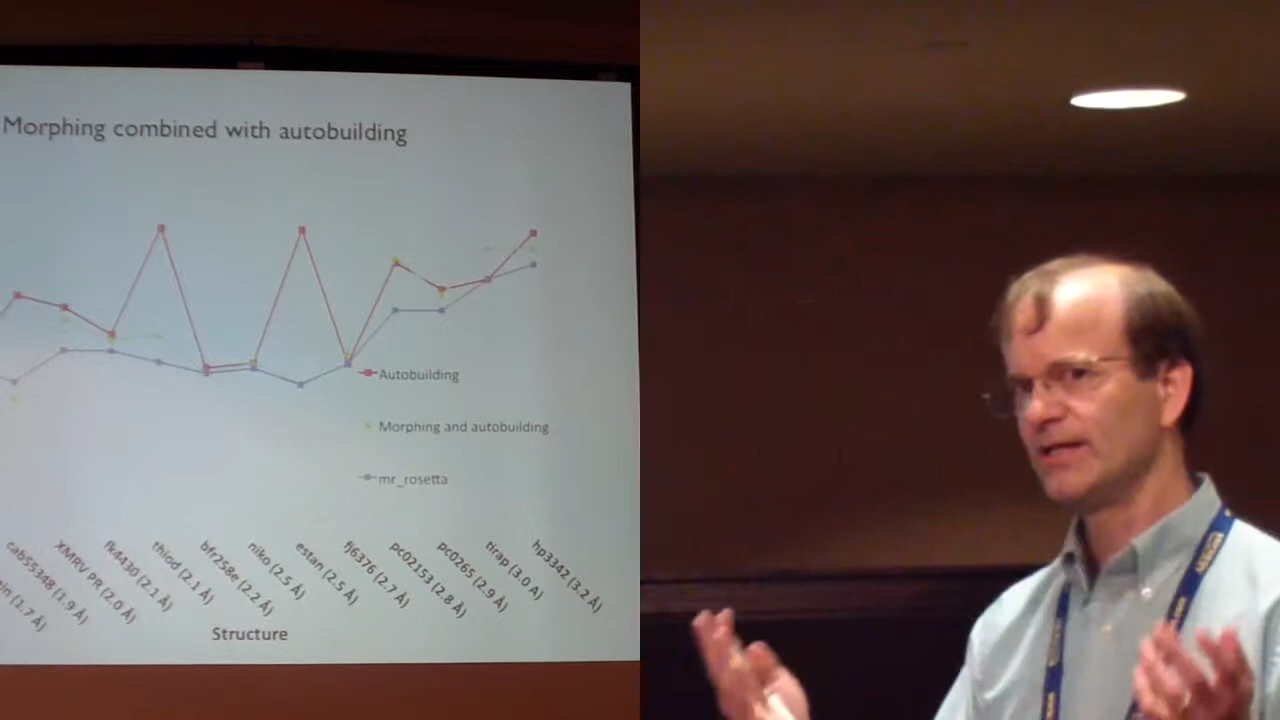 Morphing combined with autobuilding
Autobuilding
Morphing and autobuilding
mr_rosetta
(1.7 Å)
cab55348 (1.9 Å)
XMRV PR (2.0 Å)
fk4430 (2.1 Å)
thiod (2.1 Å)
bfr258e (2.2 Å)
niko (2.5 Å)
estan (2.5 Å)
fj6376 (2.7 Å)
pc02153 (2.8 Å)
pc0265 (2.9 Å)
tirap (3.0 A)
hp3342 (3.2 Å)
Structure